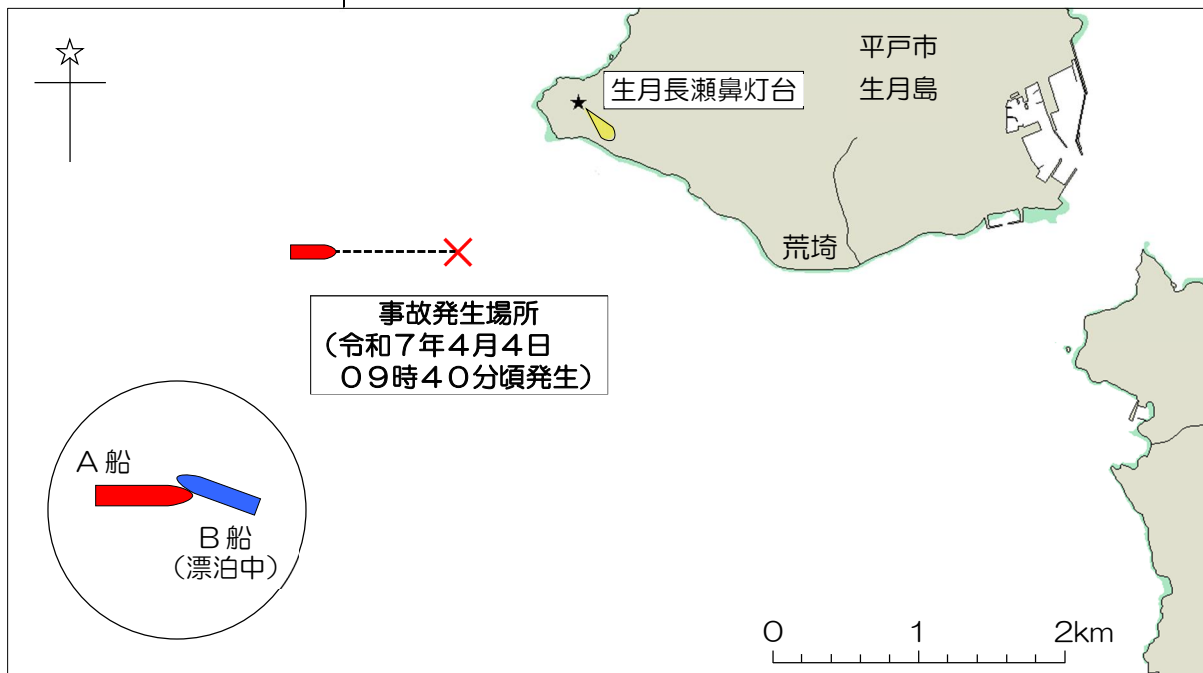 平戸市
生月島
生月長瀬鼻灯台
荒埼
事故発生場所
（令和７年４月４日
０９時４０分頃発生）
Ａ船
Ｂ船
（漂泊中）
0 1 2km